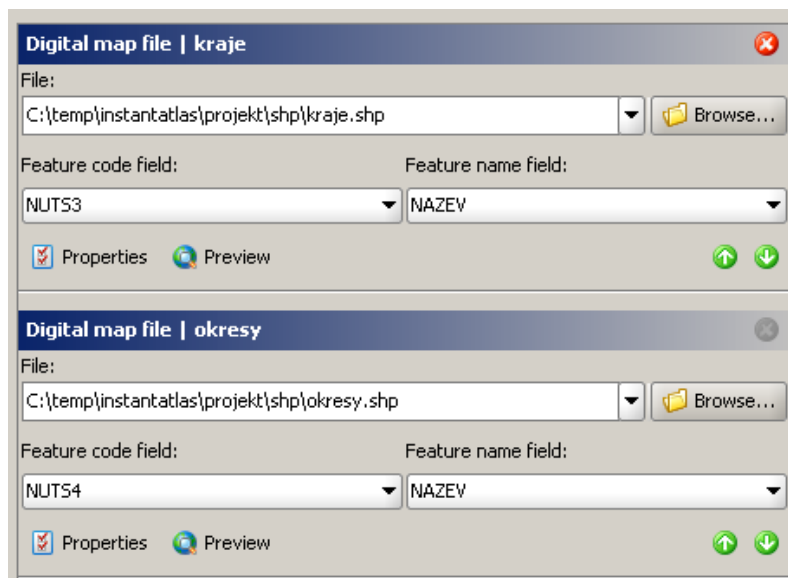 Digital map file | kraje
File:
C:\temp\instantatlas\projekt\shp\kraje.shp Browse...
Feature code field: Feature name field:
NUTS3 NAZEV
Properties Preview
Digital map file | okresy
File:
C:\temp\instantatlas\projekt\shp\okresy.shp Browse...
Feature code field: Feature name field:
NUTS4 NAZEV
Properties Preview